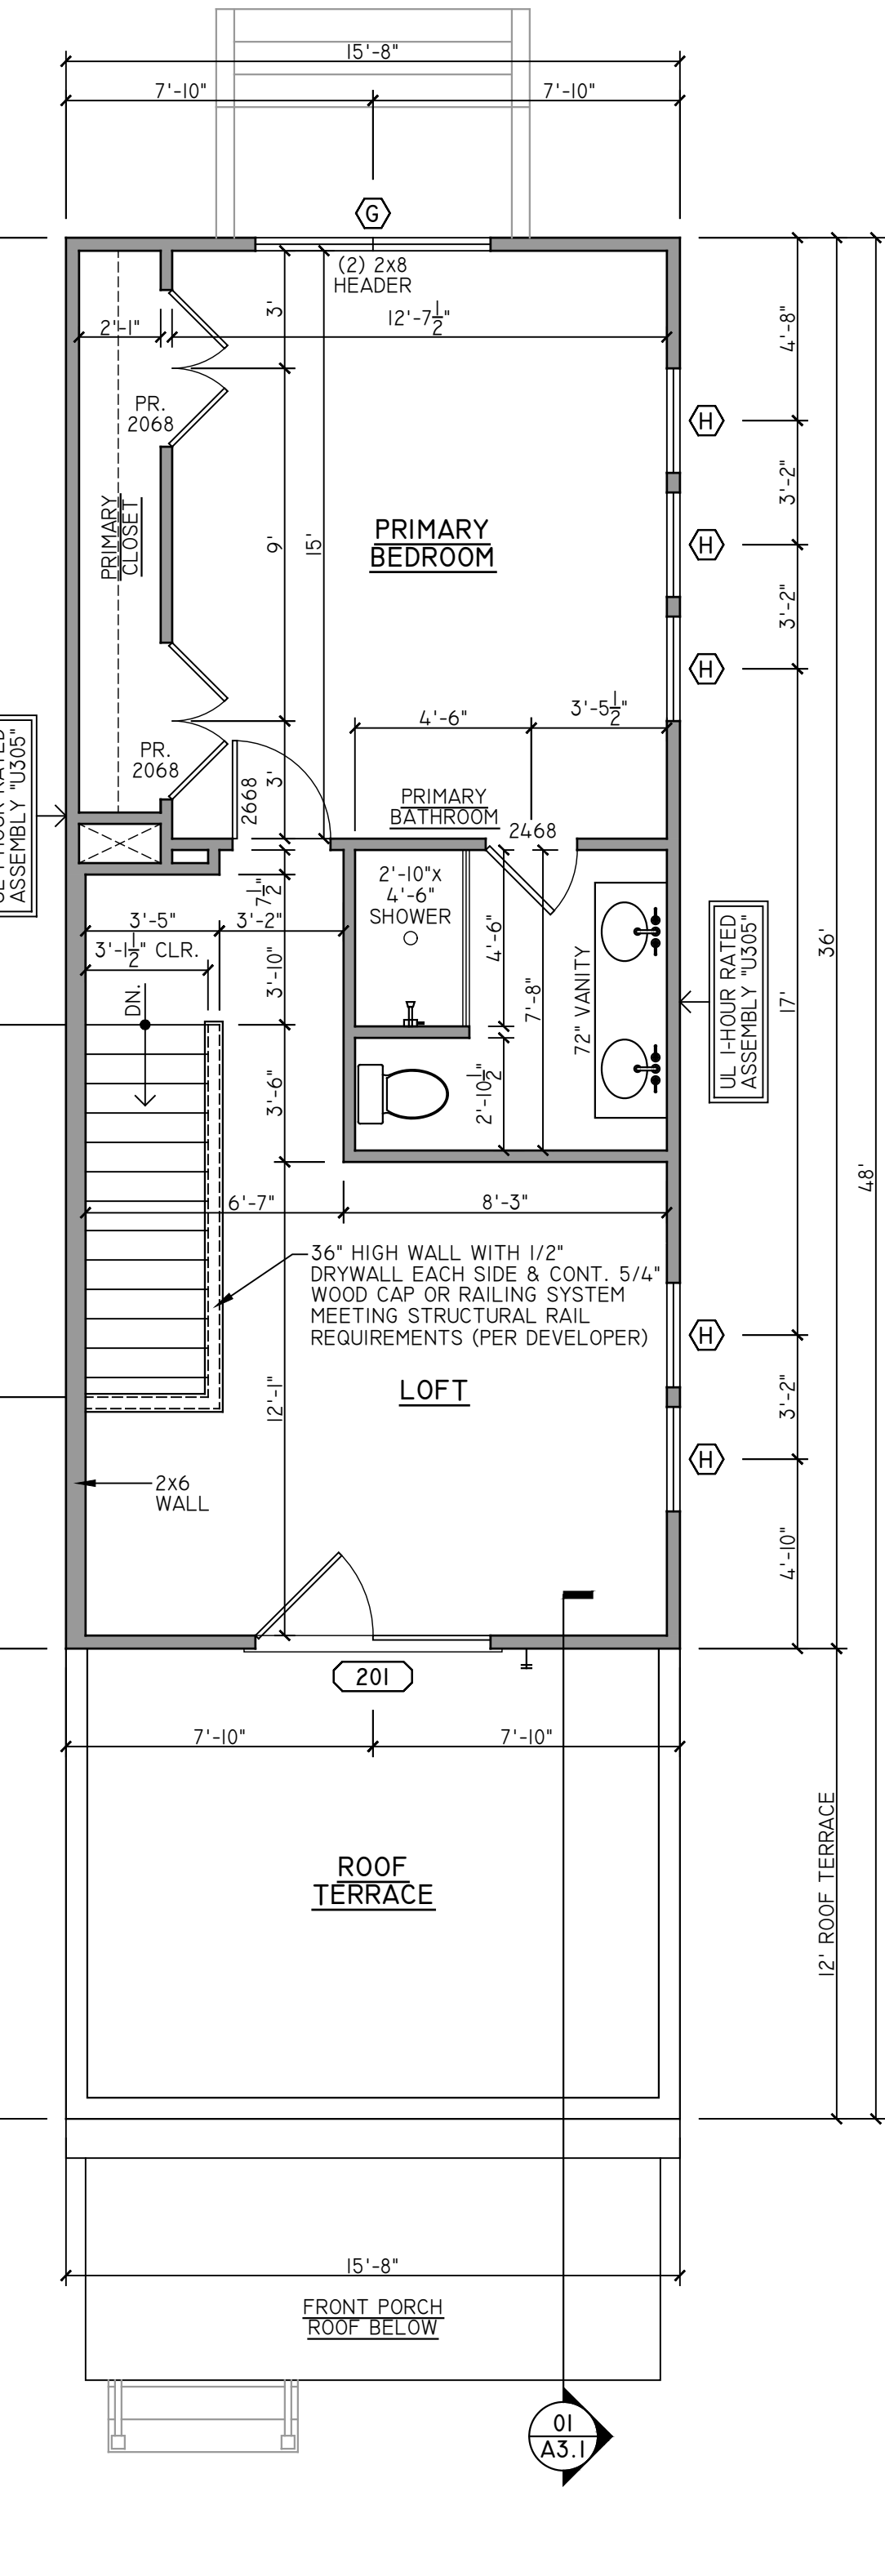 15'-8"
7'-10"
7'-10"
G
(2) 2x8
HEADER
3'
2'-1"
12'-7 1/2"
4'-8"
H
PR.
2068
3'-2"
PRIMARY
CLOSET
9'
15'
PRIMARY
BEDROOM
H
3'-2"
H
4'-6"
3'-5 1/2"
PR.
2068
3'
2668
PRIMARY
BATHROOM
2468
ASSEMBLY "U305"
7 1/2"
2'-10"x
4'-6"
SHOWER
3'-5"
3'-2"
3'-1 1/2" CLR.
3'-10"
4'-6"
7'-8"
72" VANITY
UL 1-HOUR RATED
ASSEMBLY "U305"
17'
36'
DN.
3'-6"
2'-10 1/2"
48'
6'-7"
8'-3"
36" HIGH WALL WITH 1/2"
DRYWALL EACH SIDE & CONT. 5/4"
WOOD CAP OR RAILING SYSTEM
MEETING STRUCTURAL RAIL
REQUIREMENTS (PER DEVELOPER)
H
12'-1"
LOFT
3'-2"
H
2x6
WALL
4'-10"
201
7'-10"
7'-10"
ROOF
TERRACE
12' ROOF TERRACE
15'-8"
FRONT PORCH
ROOF BELOW
01
A3.1